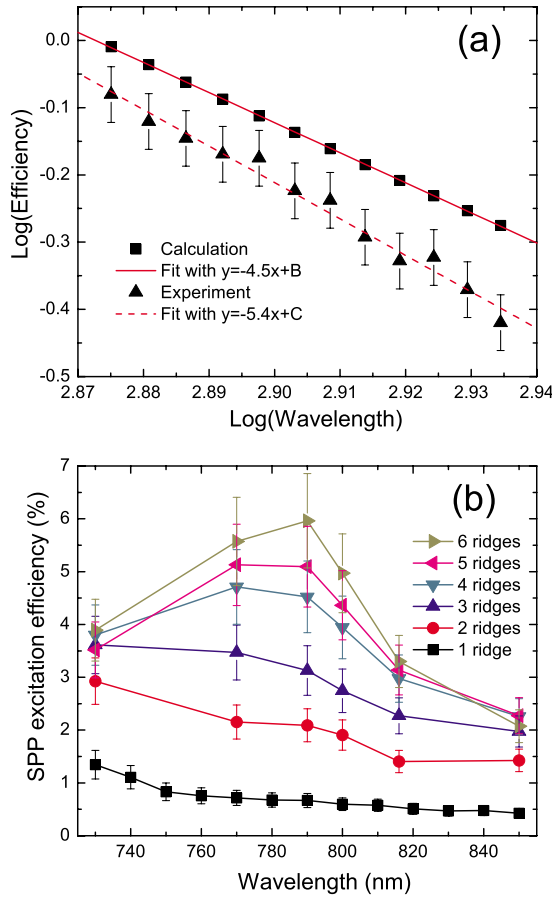 (a)
0.0
-0.1
-0.2
-0.3
-0.4
-0.5
Log(Efficiency)
Calculation
Fit with y=-4.5x+B
Experiment
Fit with y=-5.4x+C
2.87 2.88 2.89 2.90 2.91 2.92 2.93 2.94
Log(Wavelength)
(b)
7
6
5
4
3
2
1
0
SPP excitation efficiency (%)
6 ridges
5 ridges
4 ridges
3 ridges
2 ridges
1 ridge
740 760 780 800 820 840
Wavelength (nm)